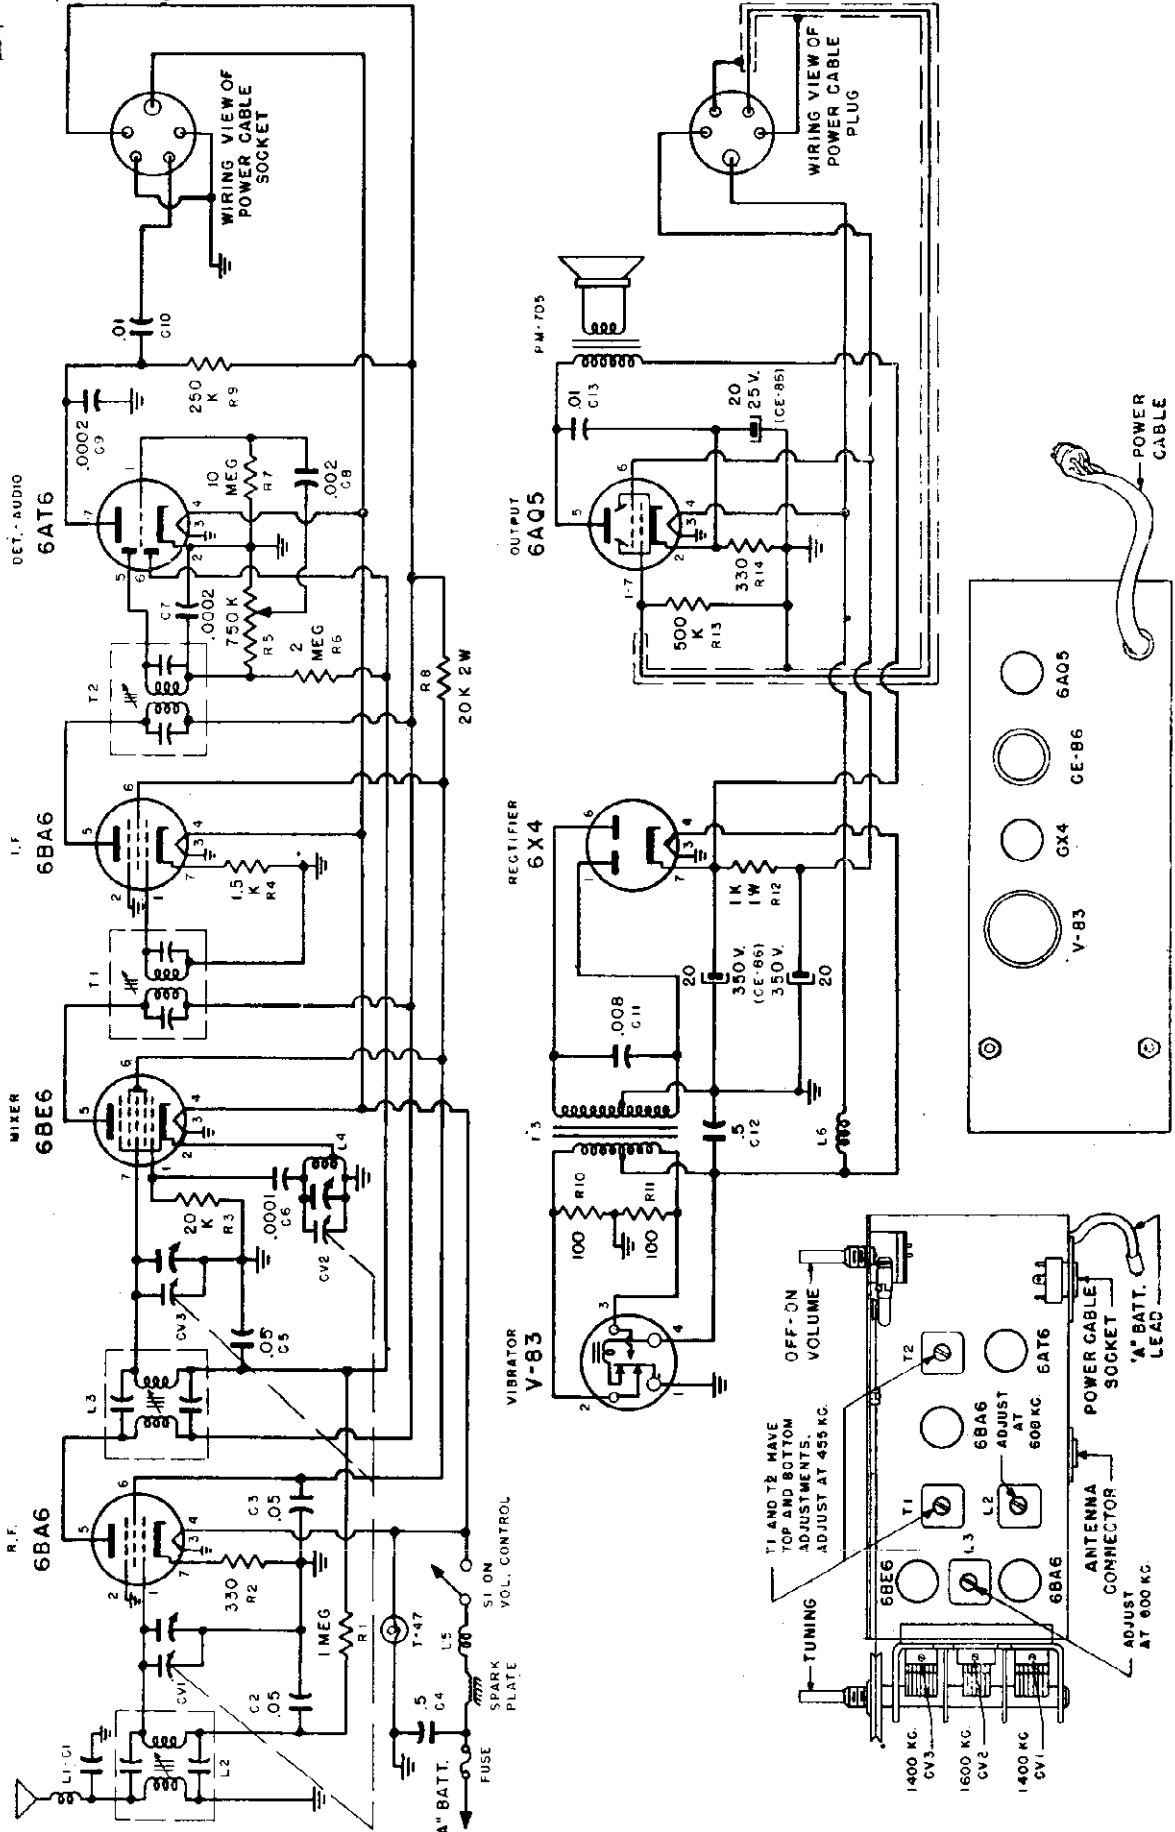 R.F.
6BA6
MIXER
6BE6
I.F
6BA6
DET.-AUDIO
6AT6
L1-C1
L2
CV1
C2
.05
330
R2
C3
.05
1 MEG
R1
T-47
.5
C4
"A" BATT.
FUSE
SPARK
PLATE
L5
S1 ON
VOL. CONTROL
L3
CV3
.05
C5
20
K
R3
.0001
C6
CV2
L4
T1
1.5
K
R4
T2
C7
.0002
750K
R5
2
MEG
R6
10
MEG
R7
.002
C8
R8
20K 2W
.0002
C9
250
K
R9
.01
C10
WIRING VIEW OF
POWER CABLE
SOCKET
VIBRATOR
V-83
100
R10
100
R11
T3
.5
C12
.008
C11
L6
RECTIFIER
6X4
20
350 V.
(CE-86)
350 V.
20
1K
1W
R12
OUTPUT
6AQ5
500
K
R13
330
R14
.01
C13
20
25 V.
(CE-86)
PM-705
WIRING VIEW OF
POWER CABLE
PLUG
TUNING
T1 AND T2 HAVE
TOP AND BOTTOM
ADJUSTMENTS.
ADJUST AT 455 KC.
OFF-ON
VOLUME
1400 KC.
CV3
1600 KC.
CV2
1400 KC.
CV1
6BE6
L3
6BA6
T1
L2
6BA6
ADJUST
AT
600 KC.
T2
6AT6
ADJUST
AT 600 KC.
ANTENNA
CONNECTOR
POWER CABLE
SOCKET
"A" BATT.
LEAD
V-83
6X4
CE-86
6AQ5
POWER
CABLE